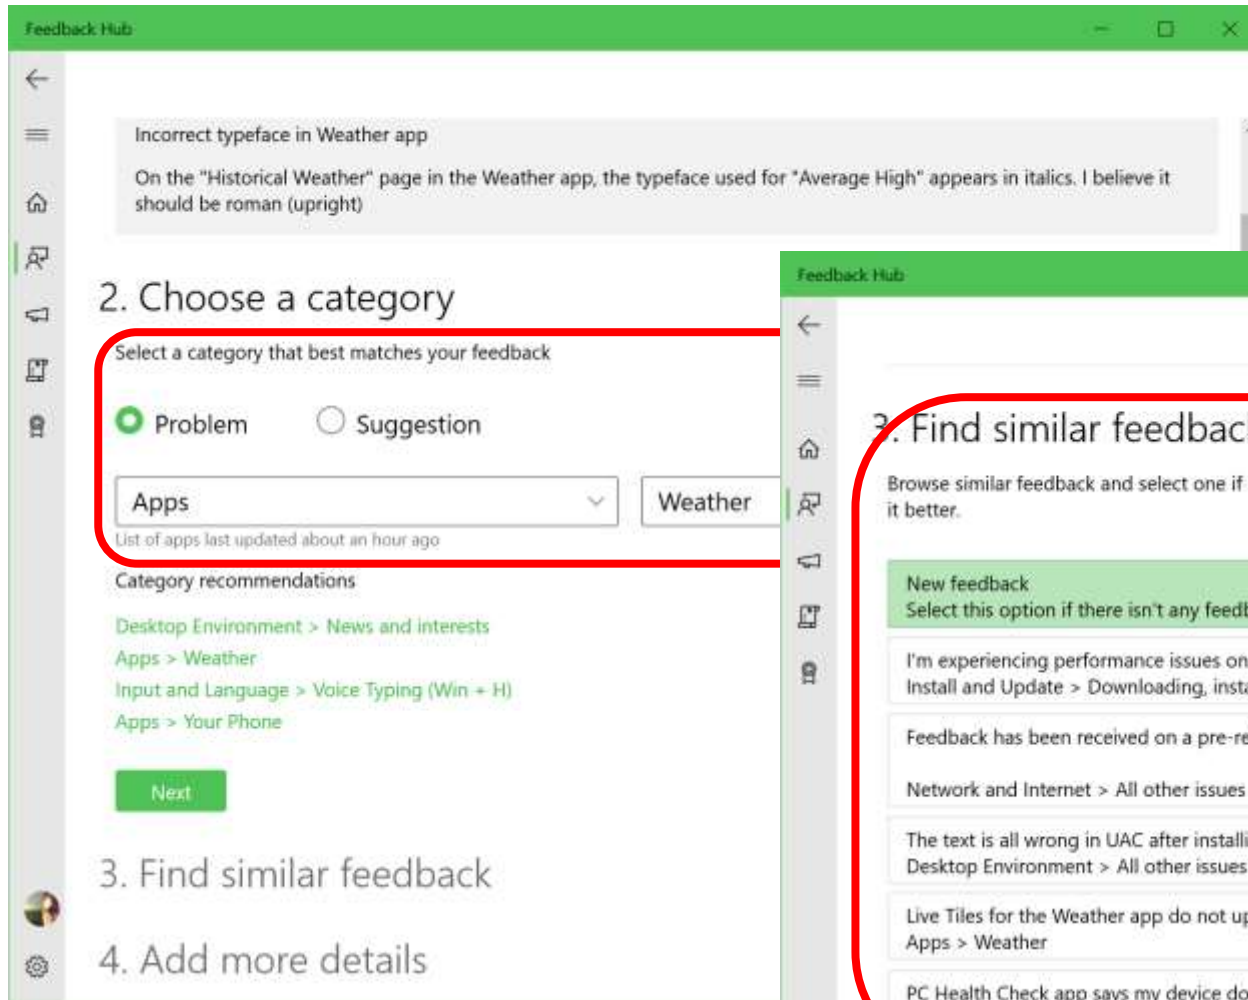 Feedback Hub
Incorrect typeface in Weather app
On the "Historical Weather" page in the Weather app, the typeface used for "Average High" appears in italics. I believe it
should be roman (upright)
2. Choose a category
Select a category that best matches your feedback
Problem Suggestion
Apps Weather
List of apps last updated about an hour ago
Category recommendations
Desktop Environment > News and interests
Apps > Weather
Input and Language > Voice Typing (Win + H)
Apps > Your Phone
Next
3. Find similar feedback
4. Add more details
Feedback Hub
3. Find similar feedbac
Browse similar feedback and select one if
it better.
New feedback
Select this option if there isn't any feedb
I'm experiencing performance issues on
Install and Update > Downloading, insta
Feedback has been received on a pre-re
Network and Internet > All other issues
The text is all wrong in UAC after installi
Desktop Environment > All other issues
Live Tiles for the Weather app do not up
Apps > Weather
PC Health Check app says my device do